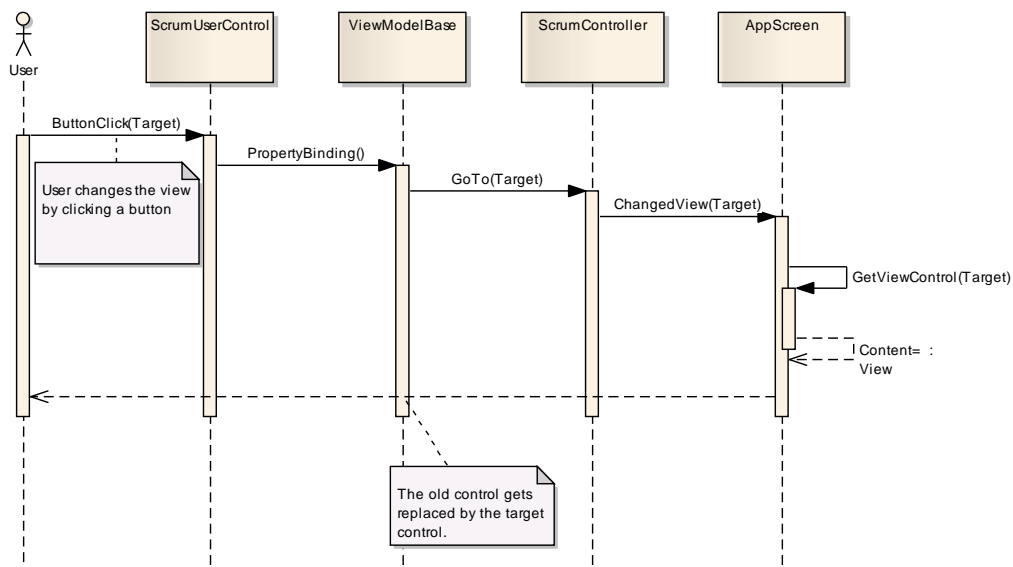 User
ScrumUserControl
ViewModelBase
ScrumController
AppScreen
ButtonClick(Target)
PropertyBinding()
GoTo(Target)
ChangedView(Target)
User changes the view
by clicking a button
GetViewControl(Target)
Content= :
View
The old control gets
replaced by the target
control.